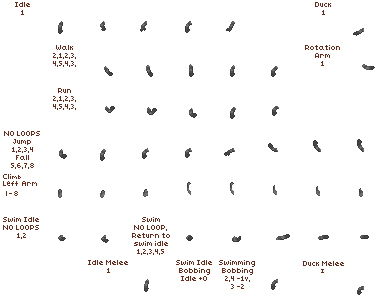 Idle
1
Duck
1
Walk
2,1,2,3,
4,5,4,3,
Rotation
Arm
1
Run
2,1,2,3,
4,5,4,3,
NO LOOPS
Jump
1,2,3,4
Fall
5,6,7,8
Climb
Left Arm
1-8
Swim Idle
NO LOOPS
1,2
Swim
NO LOOP,
Return to
swim idle
1,2,3,4,5
Idle Melee
1
Swim Idle
Bobbing
Idle +0
Swimming
Bobbing
2,4 -1v,
3 -2
Duck Melee
1